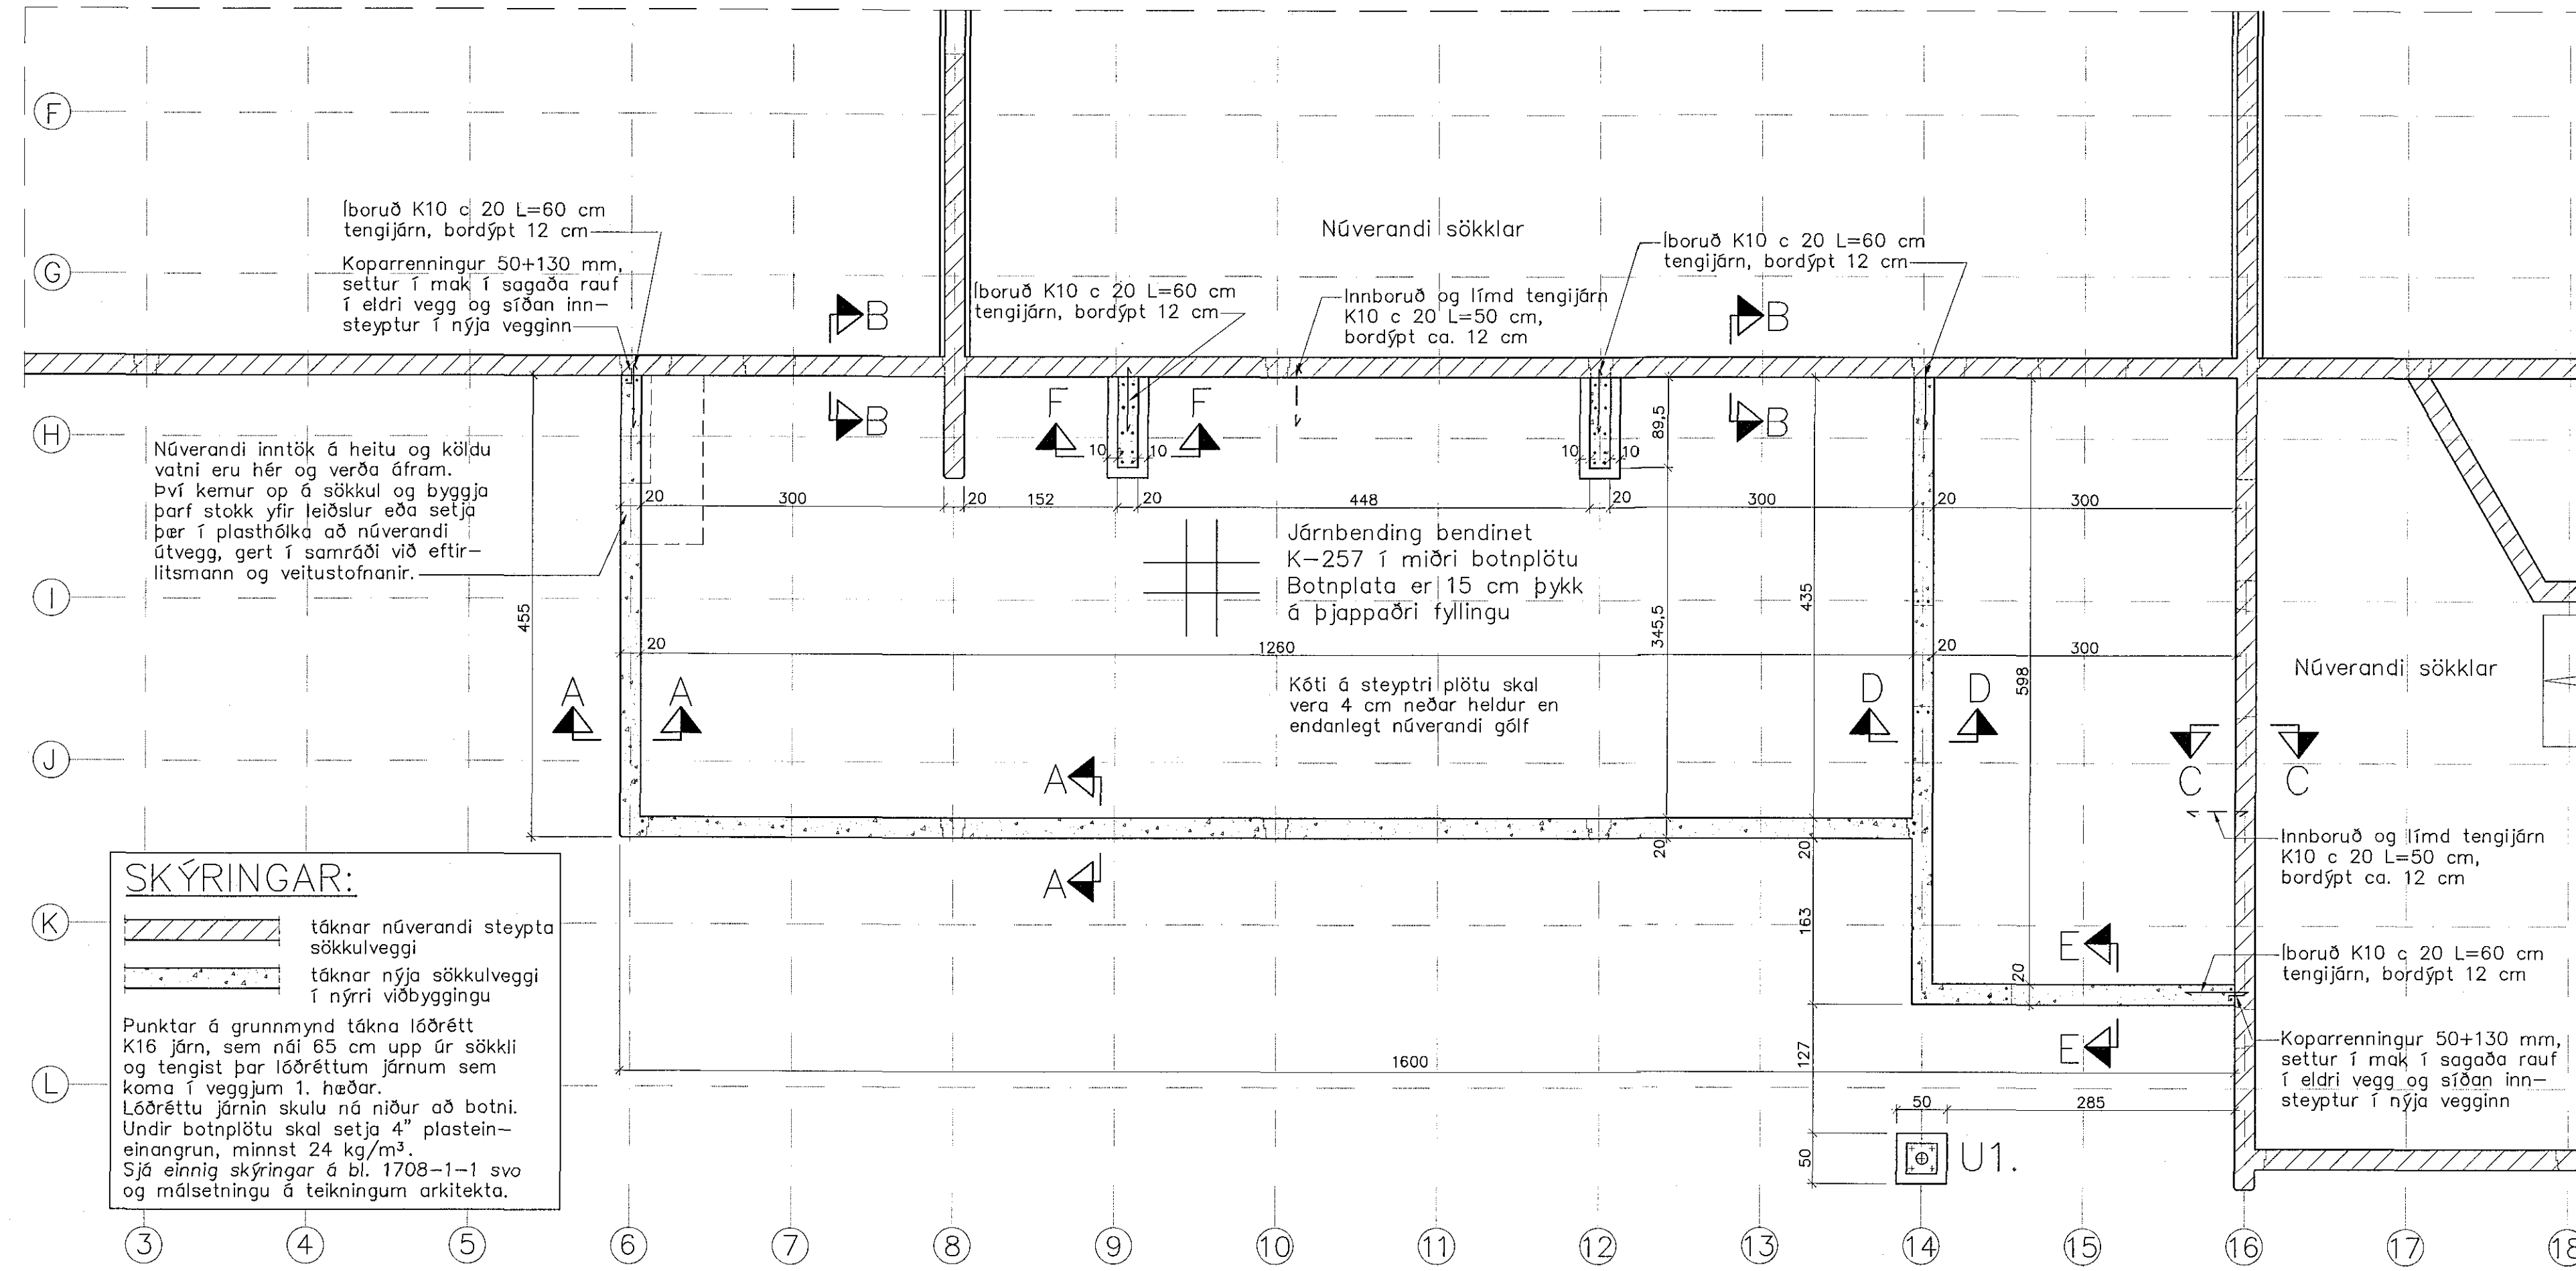 F
G
H
I
J
K
L
Íboruð K10 c 20 L=60 cm
tengijárn, bordýpt 12 cm
Koparrenningur 50+130 mm,
settur í mak í sagaða rauf
í eldri vegg og síðan inn–
steyptur í nýja vegginn
Íboruð K10 c 20 L=60 cm
tengijárn, bordýpt 12 cm
Núverandi sökklar
Innboruð og límd tengijárn
K10 c 20 L=50 cm,
bordýpt ca. 12 cm
Íboruð K10 c 20 L=60 cm
tengijárn, bordýpt 12 cm
B
B
B
B
F
F
Núverandi inntök á heitu og köldu
vatni eru hér og verða áfram.
Því kemur op á sökkul og byggja
þarf stokk yfir leiðslur eða setja
þær í plasthólka að núverandi
útvegg, gert í samráði við eftir–
litsmann og veitustofnanir.
10
10
10
10
89,5
20
300
20
152
20
448
20
300
20
300
Járnbending bendinet
K–257 í miðri botnplötu
Botnplata er 15 cm þykk
á þjappaðri fyllingu
455
345,5
435
20
1260
20
300
598
Kóti á steyptri plötu skal
vera 4 cm neðar heldur en
endanlegt núverandi gólf
Núverandi sökklar
A
A
D
D
C
C
A
A
20
20
163
20
127
Innboruð og límd tengijárn
K10 c 20 L=50 cm,
bordýpt ca. 12 cm
E
E
Íboruð K10 c 20 L=60 cm
tengijárn, bordýpt 12 cm
Koparrenningur 50+130 mm,
settur í mak í sagaða rauf
í eldri vegg og síðan inn–
steyptur í nýja vegginn
1600
50
285
50
U1.
SKÝRINGAR:
táknar núverandi steypta
sökkulveggi
táknar nýja sökkulveggi
í nýrri viðbyggingu
Punktar á grunnmynd tákna lóðrétt
K16 járn, sem nái 65 cm upp úr sökkli
og tengist þar lóðréttum járnum sem
koma í veggjum 1. hæðar.
Lóðréttu járnin skulu ná niður að botni.
Undir botnplötu skal setja 4" plastein–
einangrun, minnst 24 kg/m³.
Sjá einnig skýringar á bl. 1708–1–1 svo
og málsetningu á teikningum arkitekta.
3
4
5
6
7
8
9
10
11
12
13
14
15
16
17
18